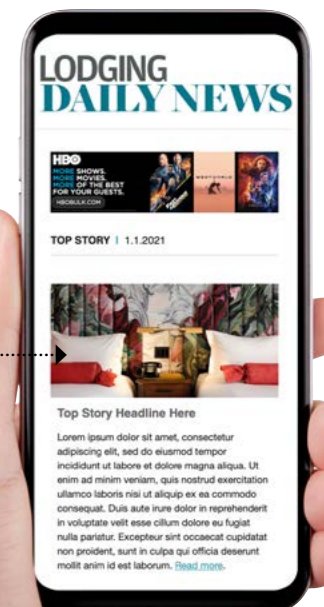 LODGING
DAILY NEWS
HBO
MORE SHOWS.
MORE MOVIES.
MORE OF THE BEST
FOR YOUR GUESTS.
HBOBULK.COM
WESTWORLD
TOP STORY | 1.1.2021
Top Story Headline Here
Lorem ipsum dolor sit amet, consectetur
adipiscing elit, sed do eiusmod tempor
incididunt ut labore et dolore magna aliqua. Ut
enim ad minim veniam, quis nostrud exercitation
ullamco laboris nisi ut aliquip ex ea commodo
consequat. Duis aute irure dolor in reprehenderit
in voluptate velit esse cillum dolore eu fugiat
nulla pariatur. Excepteur sint occaecat cupidatat
non proident, sunt in culpa qui officia deserunt
mollit anim id est laborum. Read more.